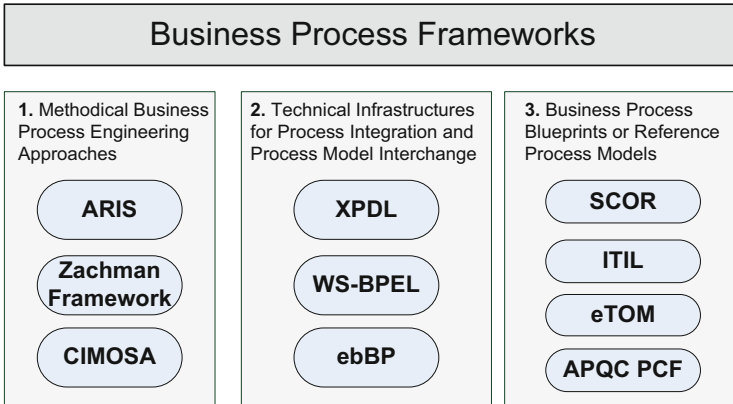 Business Process Frameworks
1. Methodical Business
Process Engineering
Approaches
ARIS
Zachman
Framework
CIMOSA
2. Technical Infrastructures
for Process Integration and
Process Model Interchange
XPDL
WS-BPEL
ebBP
3. Business Process
Blueprints or Reference
Process Models
SCOR
ITIL
eTOM
APQC PCF